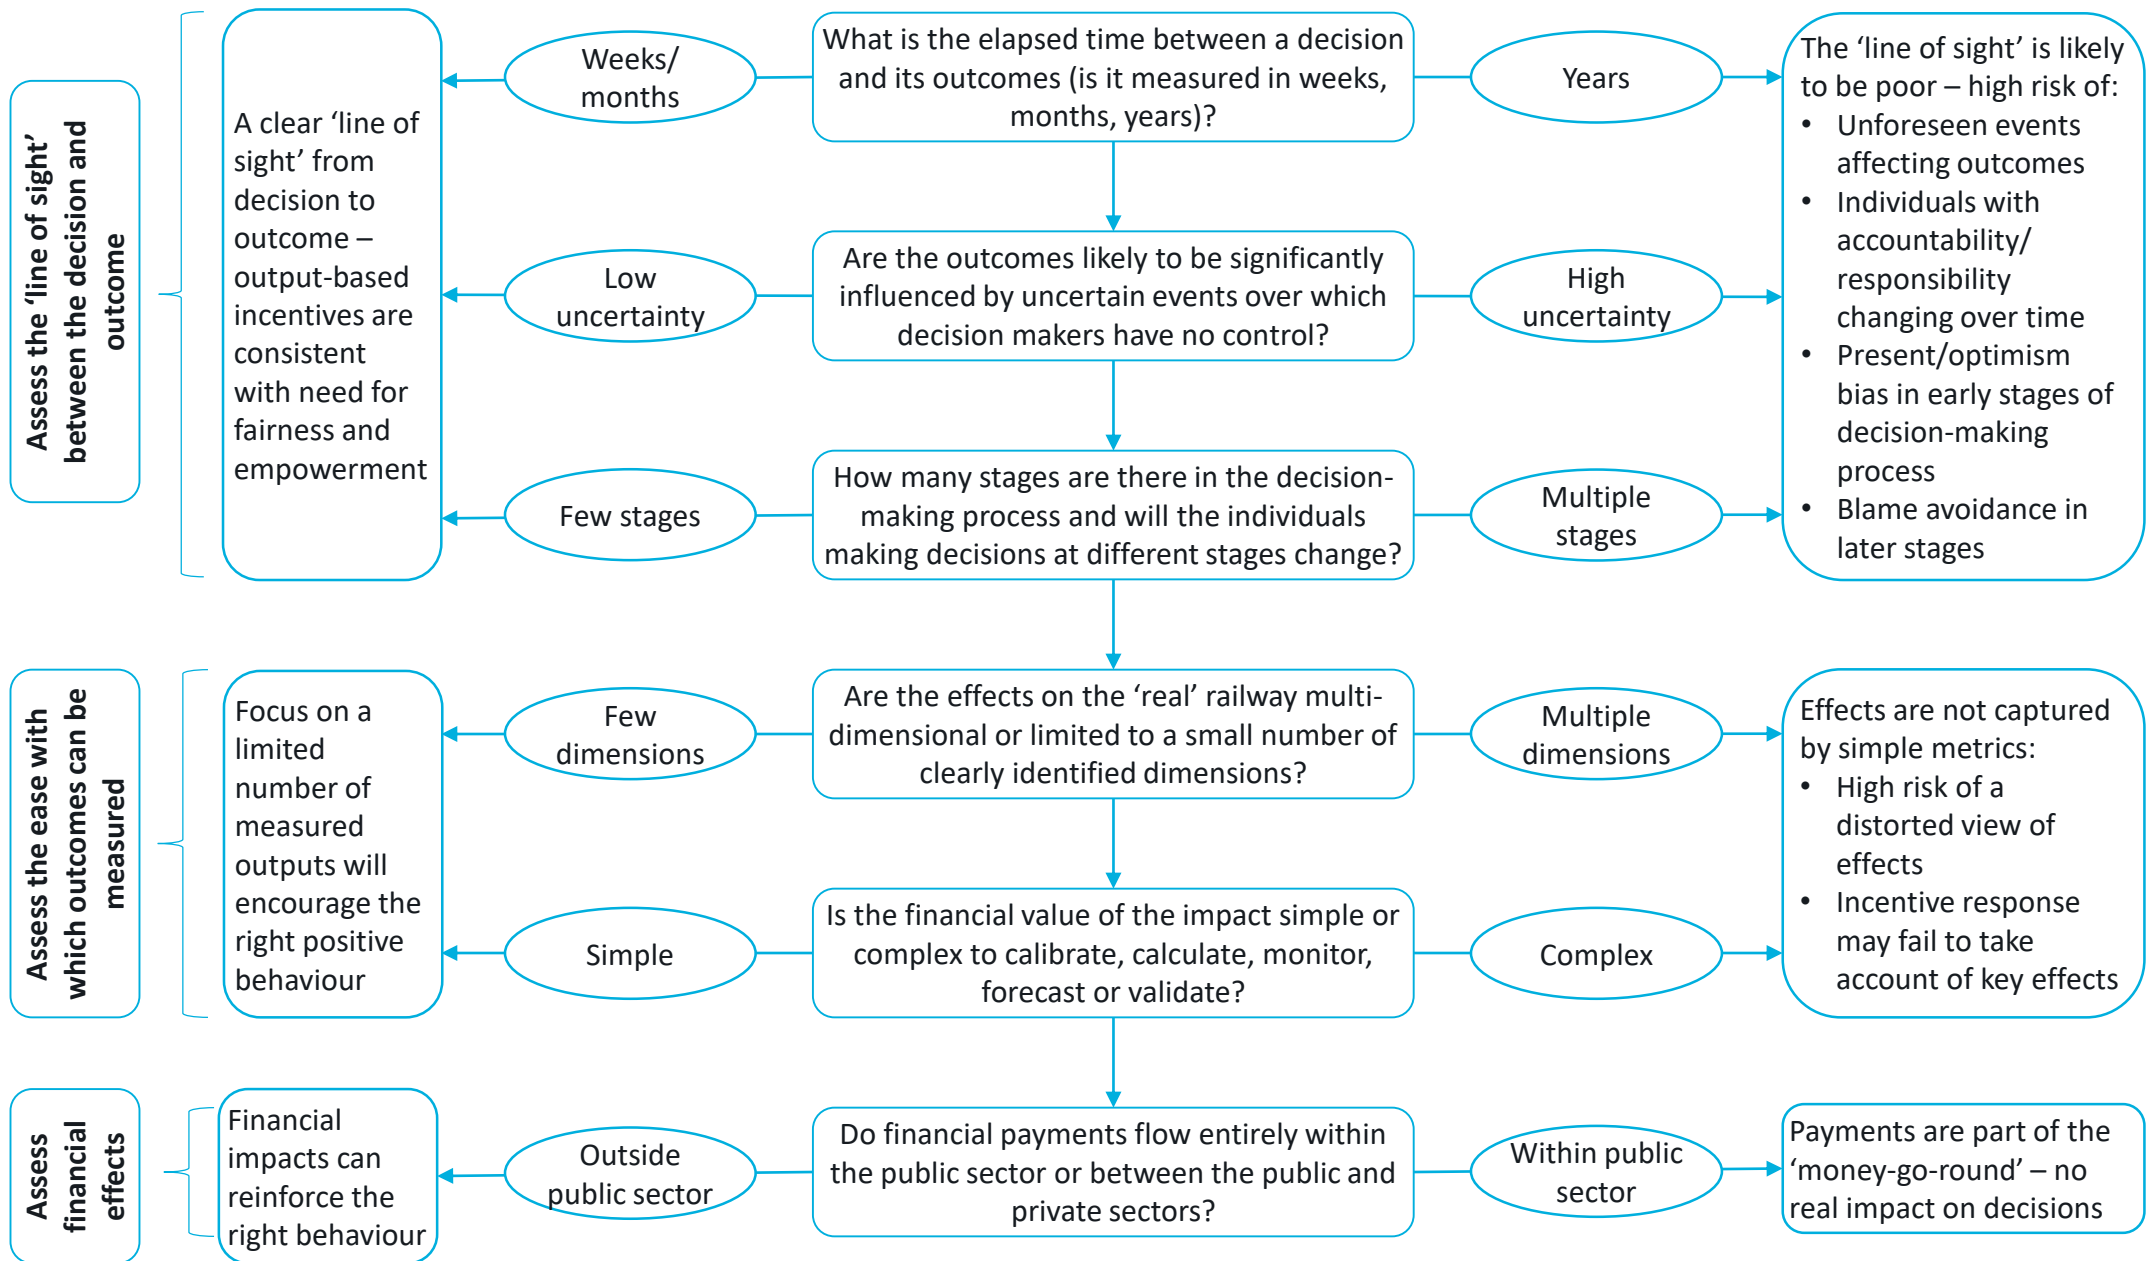 Assess the ‘line of sight’
between the decision and
outcome
A clear ‘line of
sight’ from
decision to
outcome –
output-based
incentives are
consistent
with need for
fairness and
empowerment
Weeks/
months
What is the elapsed time between a decision
and its outcomes (is it measured in weeks,
months, years)?
Years
Low
uncertainty
Are the outcomes likely to be significantly
influenced by uncertain events over which
decision makers have no control?
High
uncertainty
Few stages
How many stages are there in the decision-
making process and will the individuals
making decisions at different stages change?
Multiple
stages
The ‘line of sight’ is likely
to be poor – high risk of:
• Unforeseen events
affecting outcomes
• Individuals with
accountability/
responsibility
changing over time
• Present/optimism
bias in early stages of
decision-making
process
• Blame avoidance in
later stages
Assess the ease with
which outcomes can be
measured
Focus on a
limited
number of
measured
outputs will
encourage the
right positive
behaviour
Few
dimensions
Are the effects on the ‘real’ railway multi-
dimensional or limited to a small number of
clearly identified dimensions?
Multiple
dimensions
Simple
Is the financial value of the impact simple or
complex to calibrate, calculate, monitor,
forecast or validate?
Complex
Effects are not captured
by simple metrics:
• High risk of a
distorted view of
effects
• Incentive response
may fail to take
account of key effects
Assess
financial
effects
Financial
impacts can
reinforce the
right behaviour
Outside
public sector
Do financial payments flow entirely within
the public sector or between the public and
private sectors?
Within public
sector
Payments are part of the
‘money-go-round’ – no
real impact on decisions